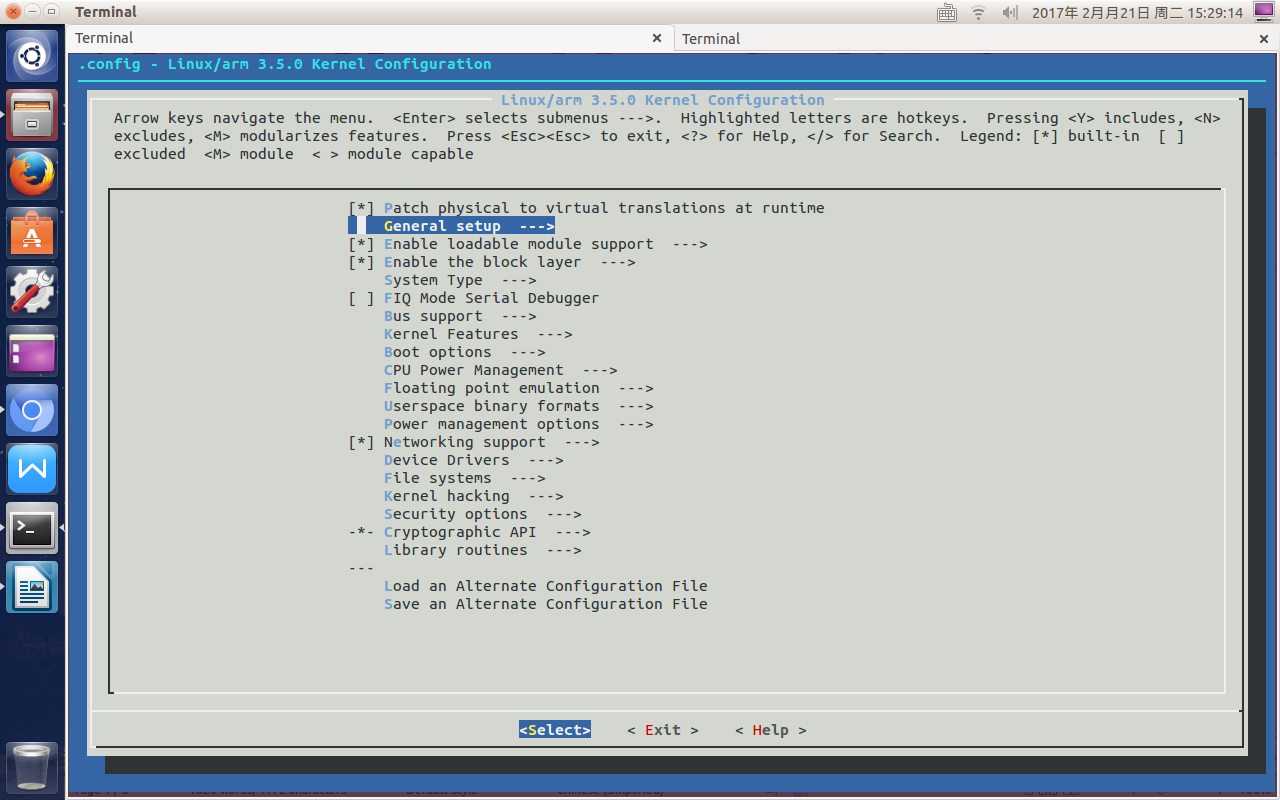 Terminal
2017年 2月月21日 周二 15:29:14
Terminal
Terminal
.config - Linux/arm 3.5.0 Kernel Configuration
Linux/arm 3.5.0 Kernel Configuration
Arrow keys navigate the menu.  <Enter> selects submenus --->.  Highlighted letters are hotkeys.  Pressing <Y> includes, <N>
excludes, <M> modularizes features.  Press <Esc><Esc> to exit, <?> for Help, </> for Search.  Legend: [*] built-in  [ ]
excluded  <M> module  < > module capable
[*] Patch physical to virtual translations at runtime
General setup  --->
[*] Enable loadable module support  --->
[*] Enable the block layer  --->
System Type  --->
[ ] FIQ Mode Serial Debugger
Bus support  --->
Kernel Features  --->
Boot options  --->
CPU Power Management  --->
Floating point emulation  --->
Userspace binary formats  --->
Power management options  --->
[*] Networking support  --->
Device Drivers  --->
File systems  --->
Kernel hacking  --->
Security options  --->
-*- Cryptographic API  --->
Library routines  --->
---
Load an Alternate Configuration File
Save an Alternate Configuration File
<Select>    < Exit >    < Help >